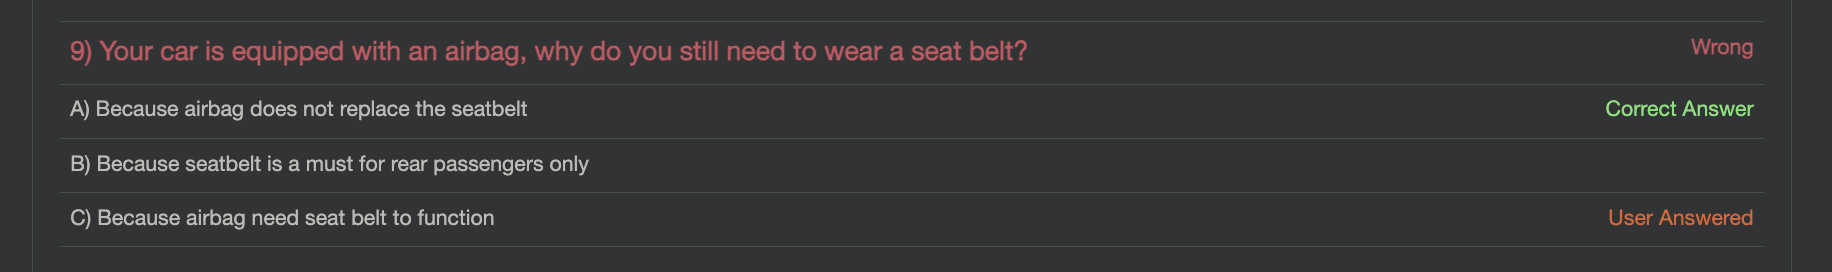 9) Your car is equipped with an airbag, why do you still need to wear a seat belt? Wrong
A) Because airbag does not replace the seatbelt Correct Answer
B) Because seatbelt is a must for rear passengers only
C) Because airbag need seat belt to function User Answered